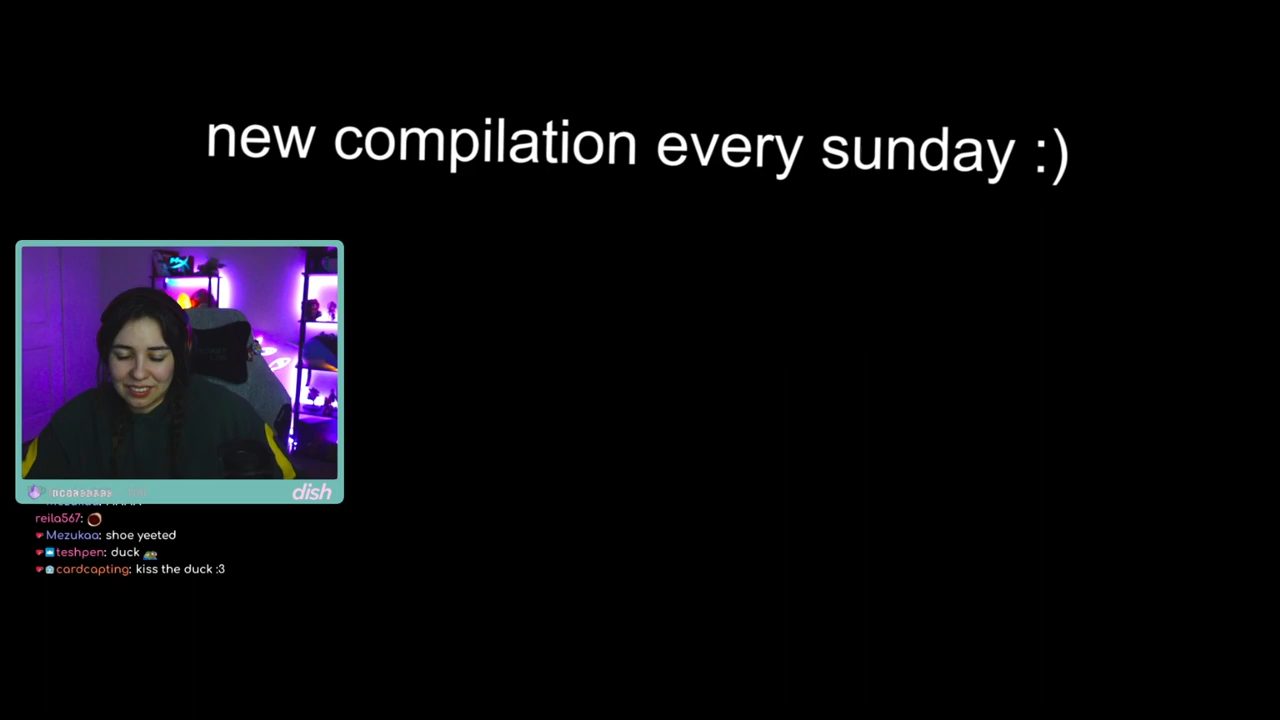 new compilation every sunday :)
dish
reila567:
Mezukaa: shoe yeeted
teshpen: duck
cardcapting: kiss the duck :3